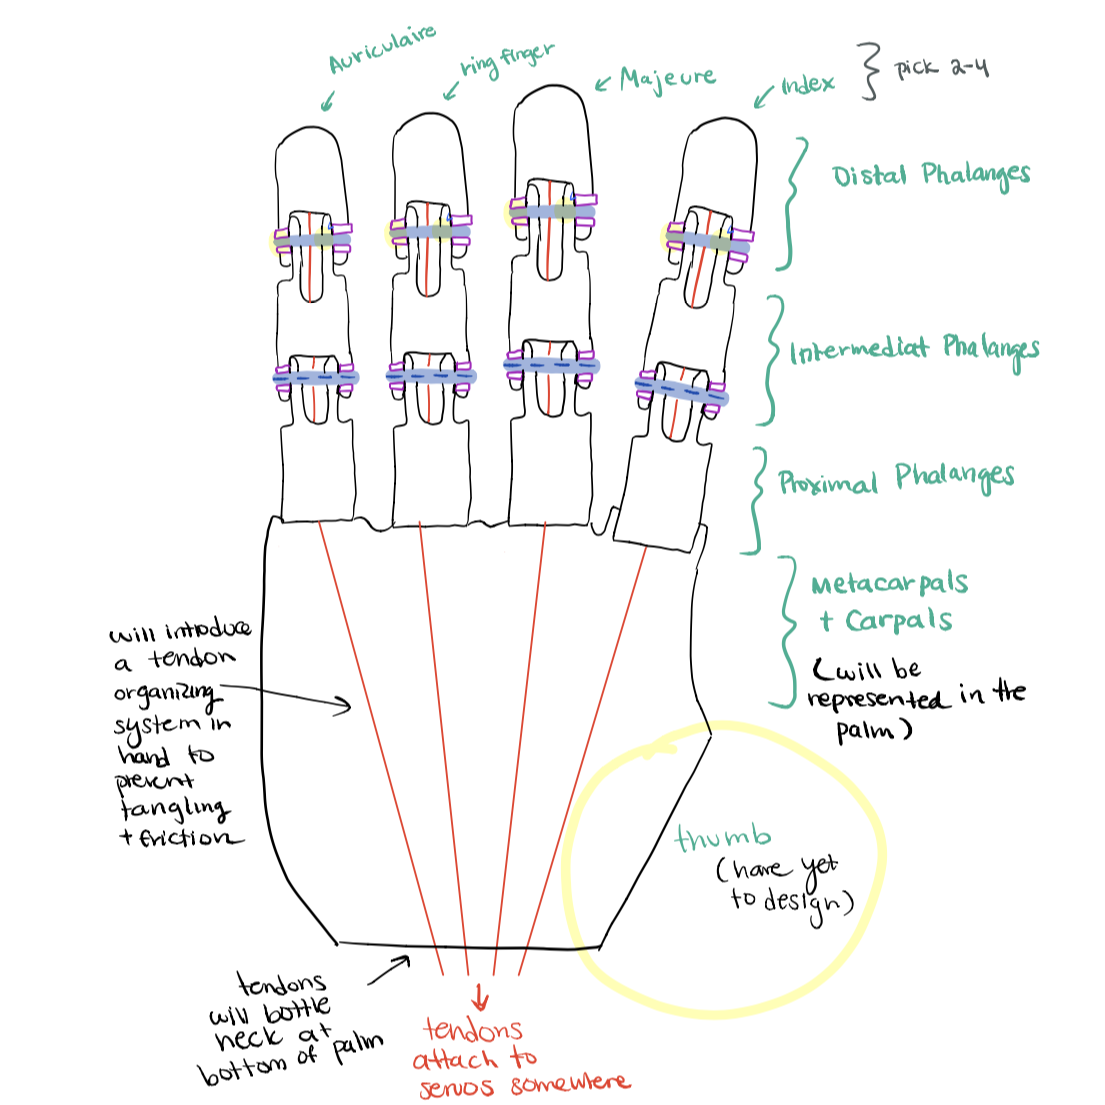 Auriculaire
ring finger
Majeure
Index
pick 2-4
Distal Phalanges
Intermediat Phalanges
Proximal Phalanges
Metacarpals
+ Carpals
(will be
represented in the
palm)
will introduce
a tendon
organizing
system in
hand to
prevent
tangling
+ friction
thumb
(have yet
to design)
tendons
will bottle
neck at
bottom of palm
tendons
attach to
servos somewhere